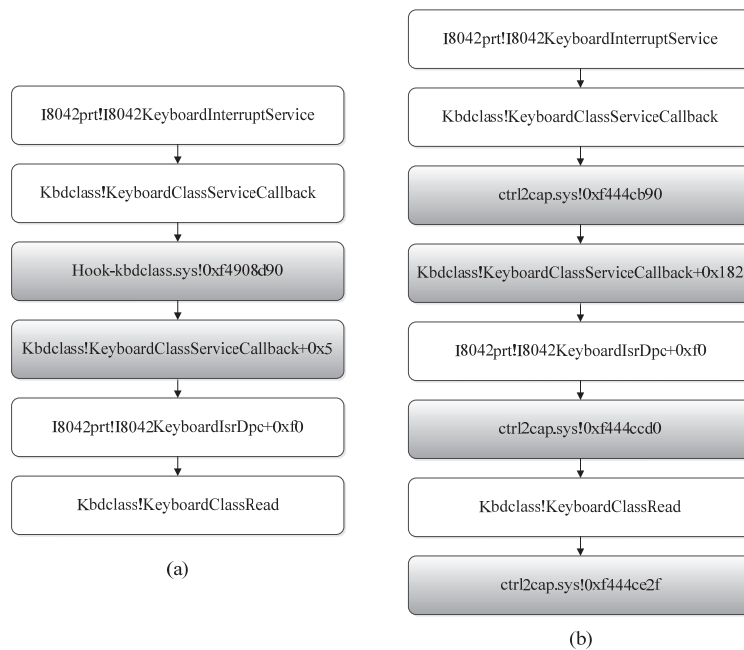 I8042prt!I8042KeyboardInterruptService
Kbdclass!KeyboardClassServiceCallback
Hook-kbdclass.sys!0xf4908d90
Kbdclass!KeyboardClassServiceCallback+0x5
I8042prt!I8042KeyboardIsrDpc+0xf0
Kbdclass!KeyboardClassRead
(a)
I8042prt!I8042KeyboardInterruptService
Kbdclass!KeyboardClassServiceCallback
ctrl2cap.sys!0xf444cb90
Kbdclass!KeyboardClassServiceCallback+0x182
I8042prt!I8042KeyboardIsrDpc+0xf0
ctrl2cap.sys!0xf444ccd0
Kbdclass!KeyboardClassRead
ctrl2cap.sys!0xf444ce2f
(b)